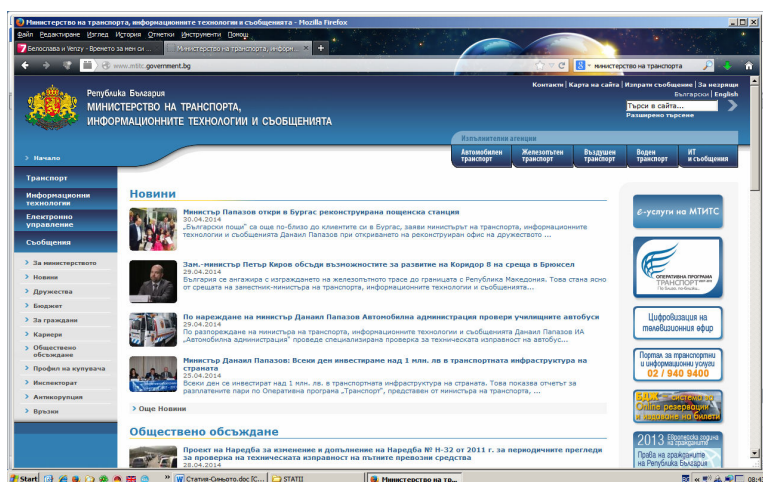 Министерство на транспорта, информационните технологии и съобщенията - Mozilla Firefox
Файл Редактиране Изглед История Отметки Инструменти Помощ
Белослава и Venzy - Времето за мен си ...
Министерство на транспорта, информ...
www.mtitc.government.bg
министерство на транспорта
Контакти | Карта на сайта | Изпрати съобщение | За незрящи
Български | English
Република България
МИНИСТЕРСТВО НА ТРАНСПОРТА,
ИНФОРМАЦИОННИТЕ ТЕХНОЛОГИИ И СЪОБЩЕНИЯТА
Търси в сайта...
Разширено търсене
Изпълнителни агенции
Автомобилен транспорт
Железопътен транспорт
Въздушен транспорт
Воден транспорт
ИТ и съобщения
Начало
Транспорт
Информационни
технологии
Електронно
управление
Съобщения
За министерството
Новини
Дружества
Бюджет
За граждани
Кариери
Обществено
обсъждане
Профил на купувача
Инспекторат
Антикорупция
Връзки
Новини
Министър Папазов откри в Бургас реконструирана пощенска станция
30.04.2014
„Български пощи“ са още по-близо до клиентите си в Бургас, заяви министърът на транспорта, информационните
технологии и съобщенията Данаил Папазов при откриването на реконструиран офис на дружеството ...
Зам.-министър Петър Киров обсъди възможностите за развитие на Коридор 8 на среща в Брюксел
29.04.2014
България се ангажира с изграждането на железопътното трасе до границата с Република Македония. Това стана ясно
от срещата на заместник-министъра на транспорта, информационните технологии и съобщенията...
По нареждане на министър Данаил Папазов Автомобилна администрация провери училищните автобуси
29.04.2014
По разпореждане на министъра на транспорта, информационните технологии и съобщенията Данаил Папазов ИА
„Автомобилна администрация“ проведе специализирана проверка за техническата изправност на автобус...
Министър Данаил Папазов: Всеки ден инвестираме над 1 млн. лв. в транспортната инфраструктура на
страната
25.04.2014
Всеки ден се инвестират над 1 млн. лв. в транспортната инфраструктура на страната. Това показва отчетът за
разплатените пари по Оперативна програма „Транспорт“, представен от министъра на транспорта, ...
Още Новини
Обществено обсъждане
Проект на Наредба за изменение и допълнение на Наредба № Н-32 от 2011 г. за периодичните прегледи
за проверка на техническата изправност на пътните превозни средства
28.04.2014
е-услуги на МТИТС
ОПЕРАТИВНА ПРОГРАМА
ТРАНСПОРТ
Цифровизация на
телевизионния ефир
Портал за транспортни
и информационни услуги
02 / 940 9400
БДЖ – система за
Online резервации
и издаване на билети
2013 Европейска година
на гражданите
Права на гражданите
на Република България
Start
Статия-Синьото.doc [С...
STATII
Министерство на тр...
08:43